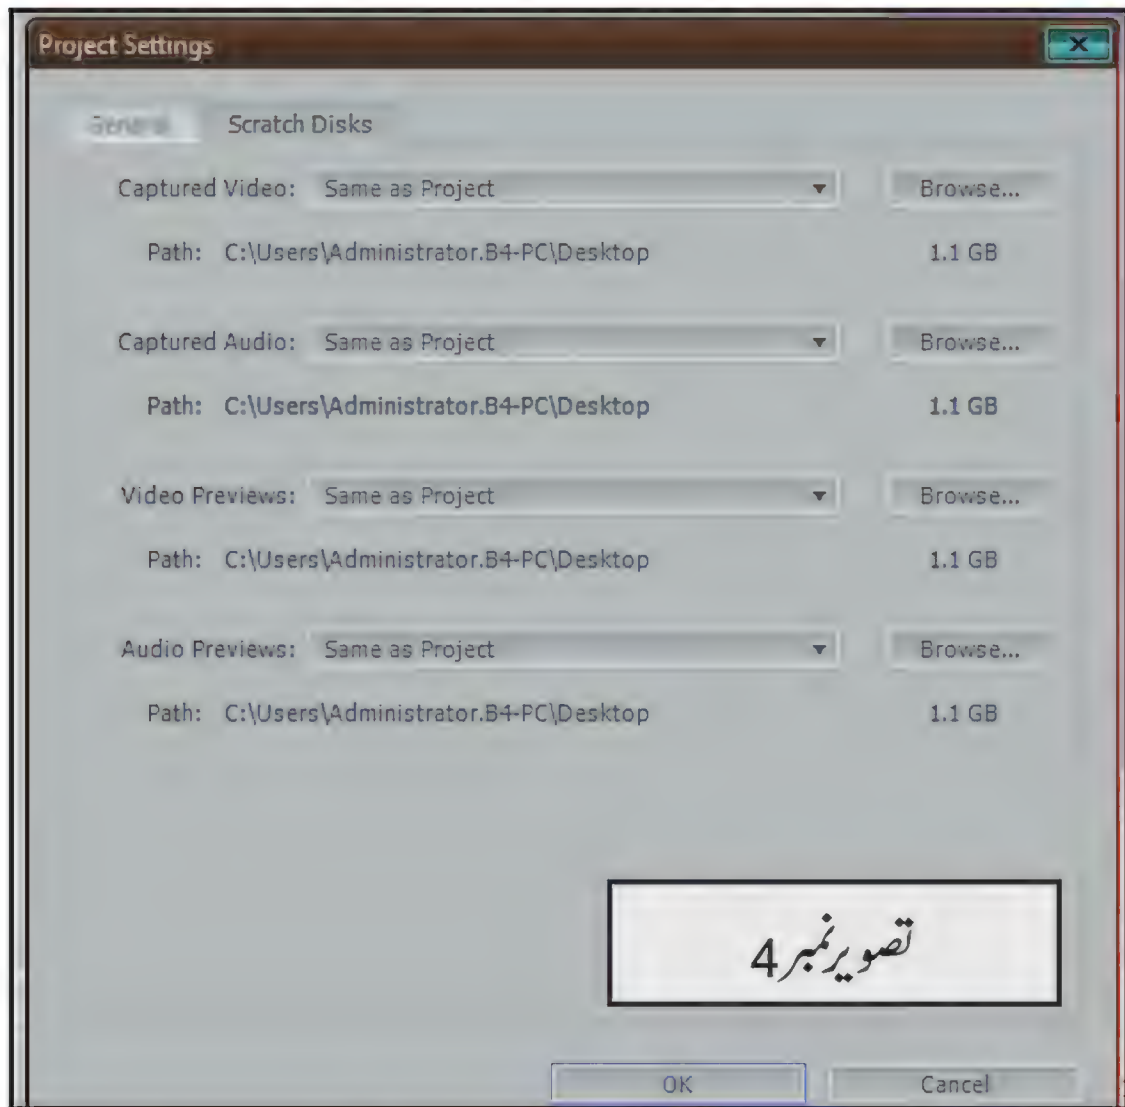 Project Settings
General Scratch Disks
Captured Video: Same as Project Browse...
Path: C:\Users\Administrator.B4-PC\Desktop 1.1 GB
Captured Audio: Same as Project Browse...
Path: C:\Users\Administrator.B4-PC\Desktop 1.1 GB
Video Previews: Same as Project Browse...
Path: C:\Users\Administrator.B4-PC\Desktop 1.1 GB
Audio Previews: Same as Project Browse...
Path: C:\Users\Administrator.B4-PC\Desktop 1.1 GB
تصویر نمبر 4
OK Cancel